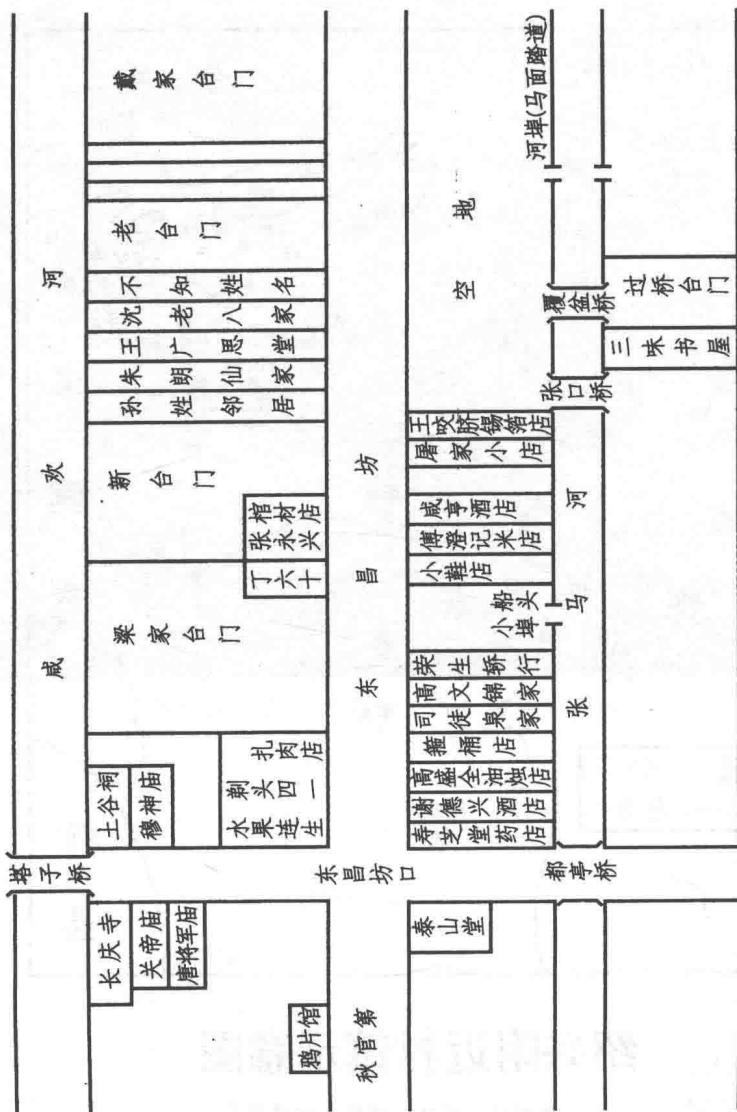 戴家台门
老台门
不知姓名
沈老八家
王广思堂
朱朗仙家
孙姓邻居
新台门
张永兴棺材店
丁六十
梁家台门
扎肉店
剃头四一
水果连生
土谷祠
穆神庙
咸欢河
塔子桥
长庆寺
关帝庙
唐将军庙
鸦片馆
东昌坊
东昌坊口
秋官第
空地
王咬脐锡箔店
屠家小店
咸亨酒店
傅澄记米店
小鞋店
小船埠头
荣生轿行
高文锦家
司徒泉家
箍桶店
高盛全油烛店
谢德兴酒店
寿芝堂药店
泰山堂
河埠(马面踏道)
覆盆桥
张口桥
张马河
都亭桥
过桥台门
三味书屋